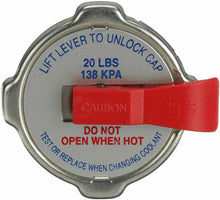 LIFT LEVER TO UNLOCK CAP
20 LBS
138 KPA
CAUTION
DO NOT
OPEN WHEN HOT
TEST OR REPLACE WHEN CHANGING COOLANT